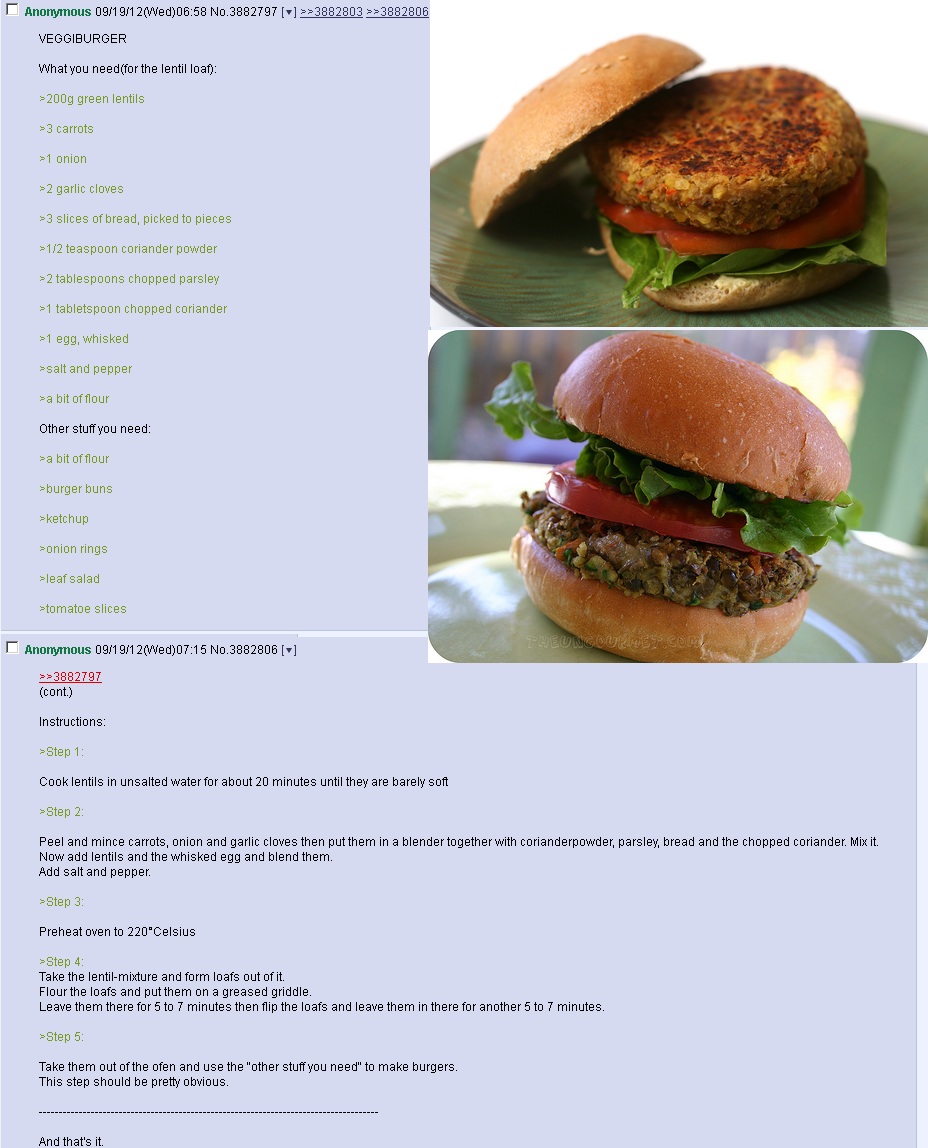 Anonymous 09/19/12(Wed)06:58 No.3882797 [▼] >>3882803 >>3882806
VEGGIBURGER
What you need(for the lentil loaf):
>200g green lentils
>3 carrots
>1 onion
>2 garlic cloves
>3 slices of bread, picked to pieces
>1/2 teaspoon coriander powder
>2 tablespoons chopped parsley
>1 tabletspoon chopped coriander
>1 egg, whisked
>salt and pepper
>a bit of flour
Other stuff you need:
>a bit of flour
>burger buns
>ketchup
>onion rings
>leaf salad
>tomatoe slices
THEUNGOURMET.COM
Anonymous 09/19/12(Wed)07:15 No.3882806 [▼]
>>3882797
(cont.)
Instructions:
>Step 1:
Cook lentils in unsalted water for about 20 minutes until they are barely soft
>Step 2:
Peel and mince carrots, onion and garlic cloves then put them in a blender together with corianderpowder, parsley, bread and the chopped coriander. Mix it.
Now add lentils and the whisked egg and blend them.
Add salt and pepper.
>Step 3:
Preheat oven to 220°Celsius
>Step 4:
Take the lentil-mixture and form loafs out of it.
Flour the loafs and put them on a greased griddle.
Leave them there for 5 to 7 minutes then flip the loafs and leave them in there for another 5 to 7 minutes.
>Step 5:
Take them out of the ofen and use the "other stuff you need" to make burgers.
This step should be pretty obvious.
-------------------------------------------------------------------------------------
And that's it.